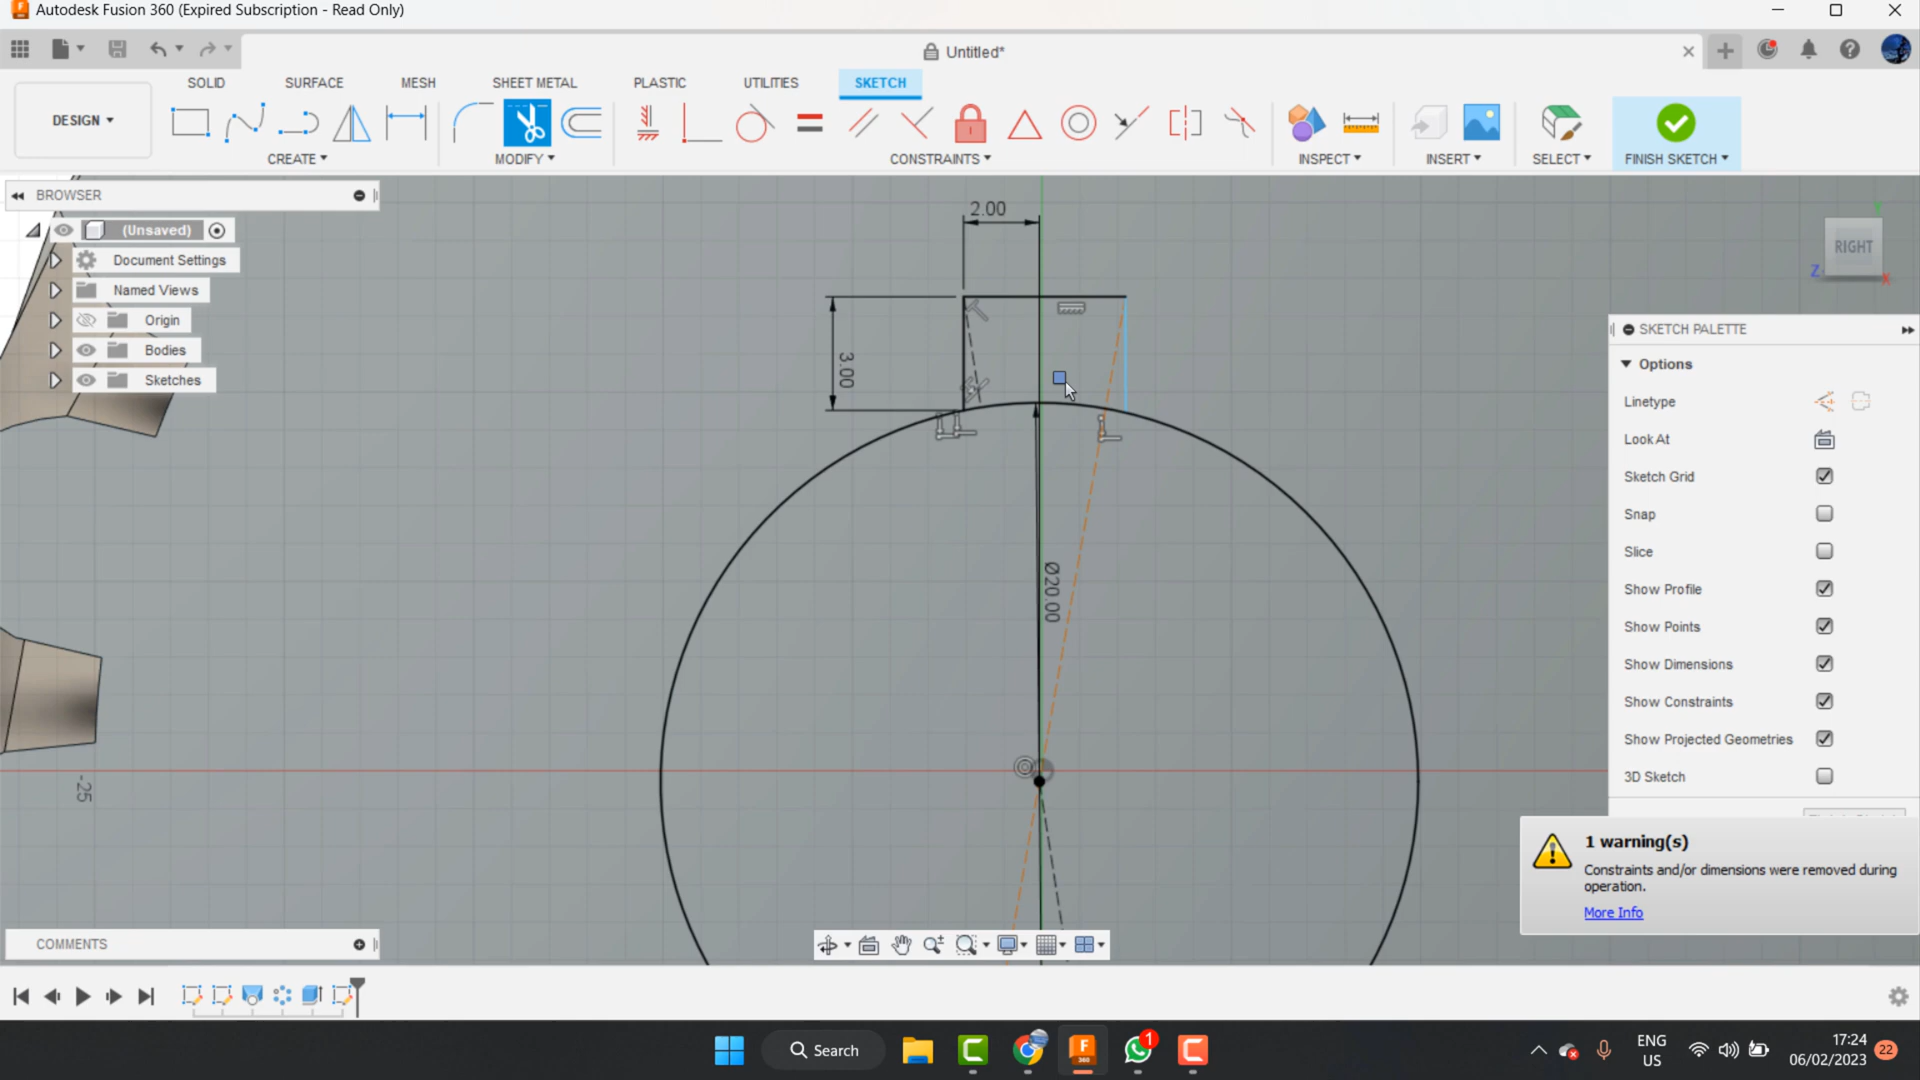 Autodesk Fusion 360 (Expired Subscription - Read Only)
Untitled*
SOLID SURFACE MESH SHEET METAL PLASTIC UTILITIES SKETCH
DESIGN
CREATE MODIFY CONSTRAINTS INSPECT INSERT SELECT FINISH SKETCH
BROWSER
(Unsaved)
Document Settings
Named Views
Origin
Bodies
Sketches
2.00
3.00
Ø20.00
-25
Y
RIGHT
Z
X
SKETCH PALETTE
Options
Linetype
Look At
Sketch Grid
Snap
Slice
Show Profile
Show Points
Show Dimensions
Show Constraints
Show Projected Geometries
3D Sketch
1 warning(s)
Constraints and/or dimensions were removed during
operation.
More Info
COMMENTS
Search
F
360
1
ENG
US
17:24
06/02/2023
22